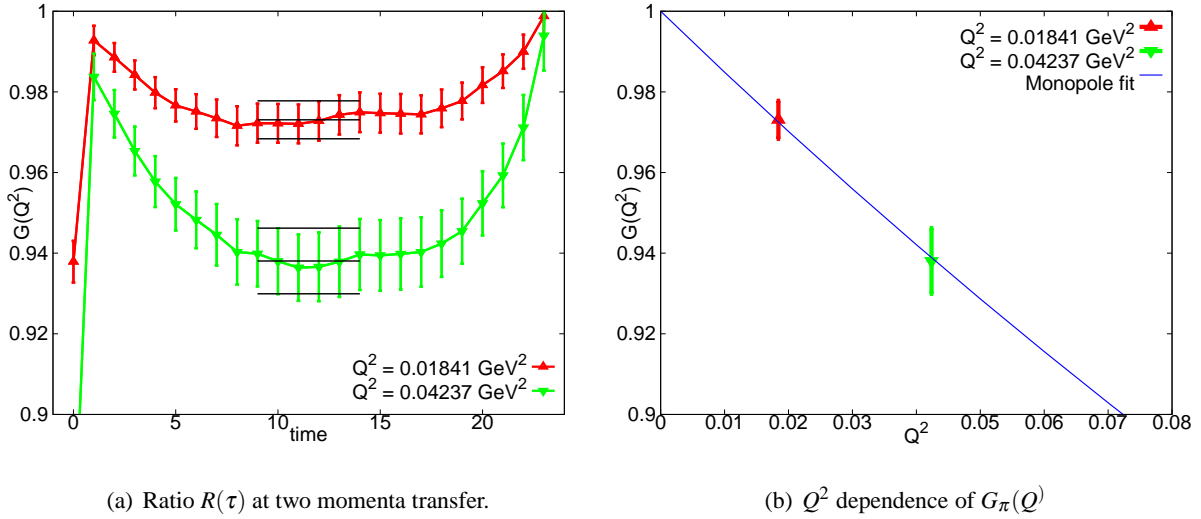 1
0.98
0.96
0.94
0.92
0.9
G(Q²)
0
5
10
15
20
time
Q² = 0.01841 GeV²
Q² = 0.04237 GeV²
(a) Ratio R(τ) at two momenta transfer.
1
0.98
0.96
0.94
0.92
0.9
G(Q²)
Q² = 0.01841 GeV²
Q² = 0.04237 GeV²
Monopole fit
0
0.01
0.02
0.03
0.04
0.05
0.06
0.07
0.08
Q²
(b) Q² dependence of Gπ(Q⁾